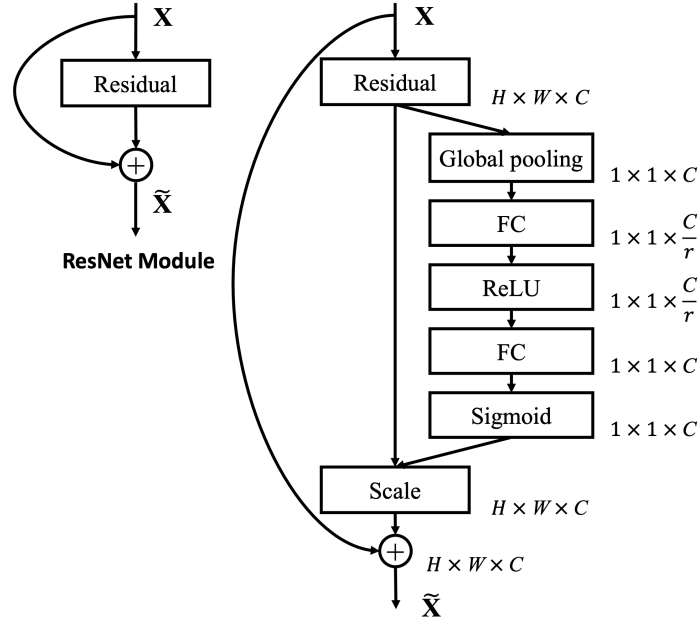 X
Residual
+
X̃
ResNet Module
X
Residual
H × W × C
Global pooling
1 × 1 × C
FC
1 × 1 × C/r
ReLU
1 × 1 × C/r
FC
1 × 1 × C
Sigmoid
1 × 1 × C
Scale
H × W × C
+
H × W × C
X̃